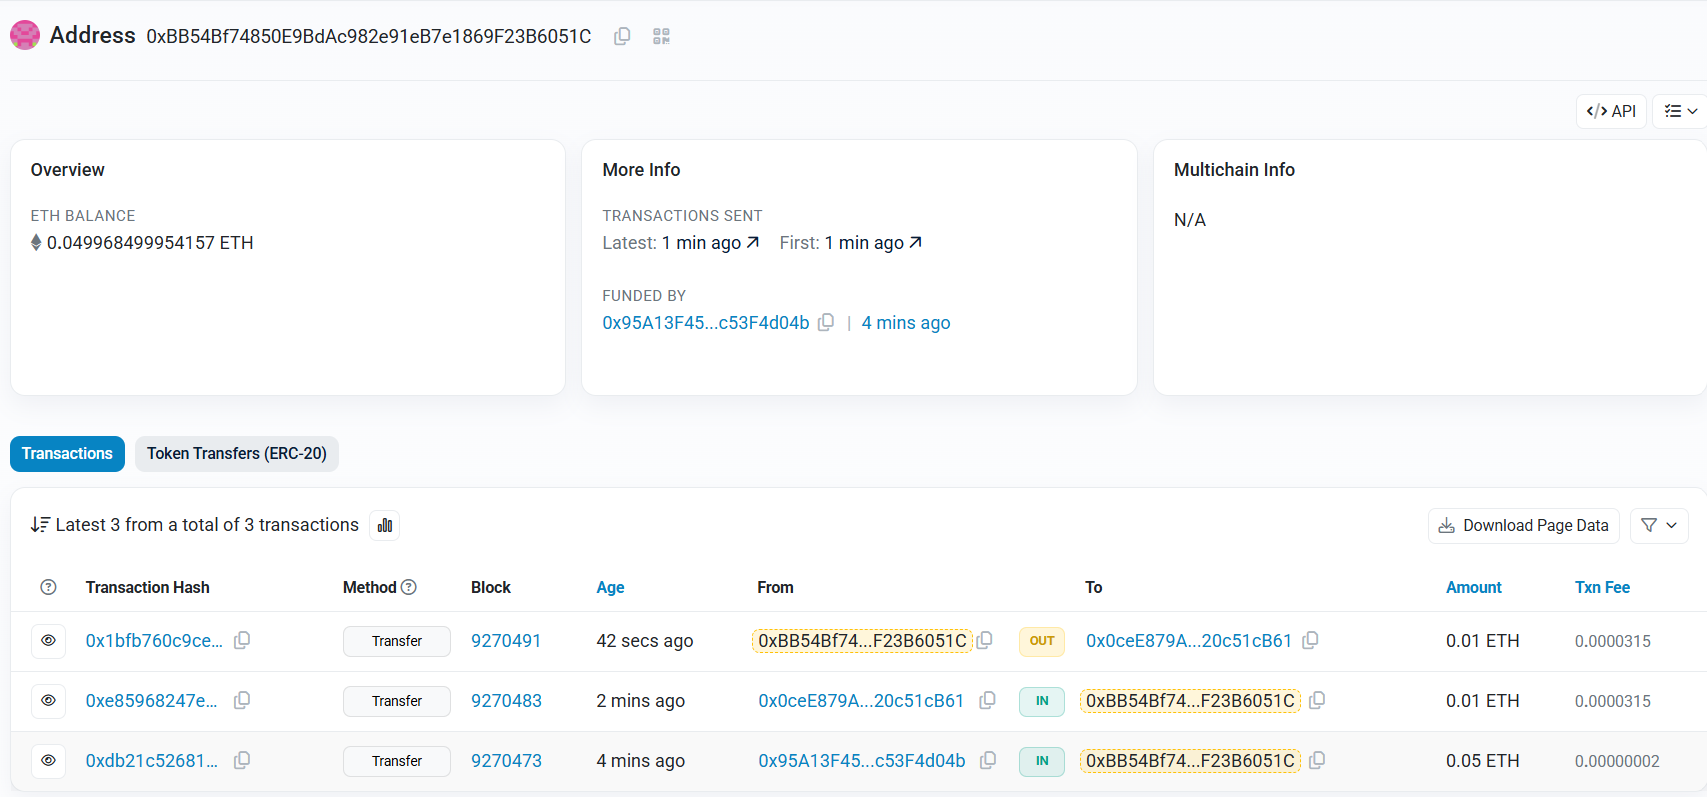 Address 0xBB54Bf74850E9BdAc982e91eB7e1869F23B6051C
</> API
Overview
ETH BALANCE
0.049968499954157 ETH
More Info
TRANSACTIONS SENT
Latest: 1 min ago First: 1 min ago
FUNDED BY
0x95A13F45...c53F4d04b | 4 mins ago
Multichain Info
N/A
Transactions Token Transfers (ERC-20)
Latest 3 from a total of 3 transactions
Download Page Data
Transaction Hash Method Block Age From To Amount Txn Fee
0x1bfb760c9ce... Transfer 9270491 42 secs ago 0xBB54Bf74...F23B6051C OUT 0x0ceE879A...20c51cB61 0.01 ETH 0.0000315
0xe85968247e... Transfer 9270483 2 mins ago 0x0ceE879A...20c51cB61 IN 0xBB54Bf74...F23B6051C 0.01 ETH 0.0000315
0xdb21c52681... Transfer 9270473 4 mins ago 0x95A13F45...c53F4d04b IN 0xBB54Bf74...F23B6051C 0.05 ETH 0.00000002